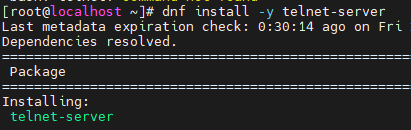 [root@localhost ~]# dnf install -y telnet-server
Last metadata expiration check: 0:30:14 ago on Fri
Dependencies resolved.
================================================
Package
================================================
Installing:
telnet-server